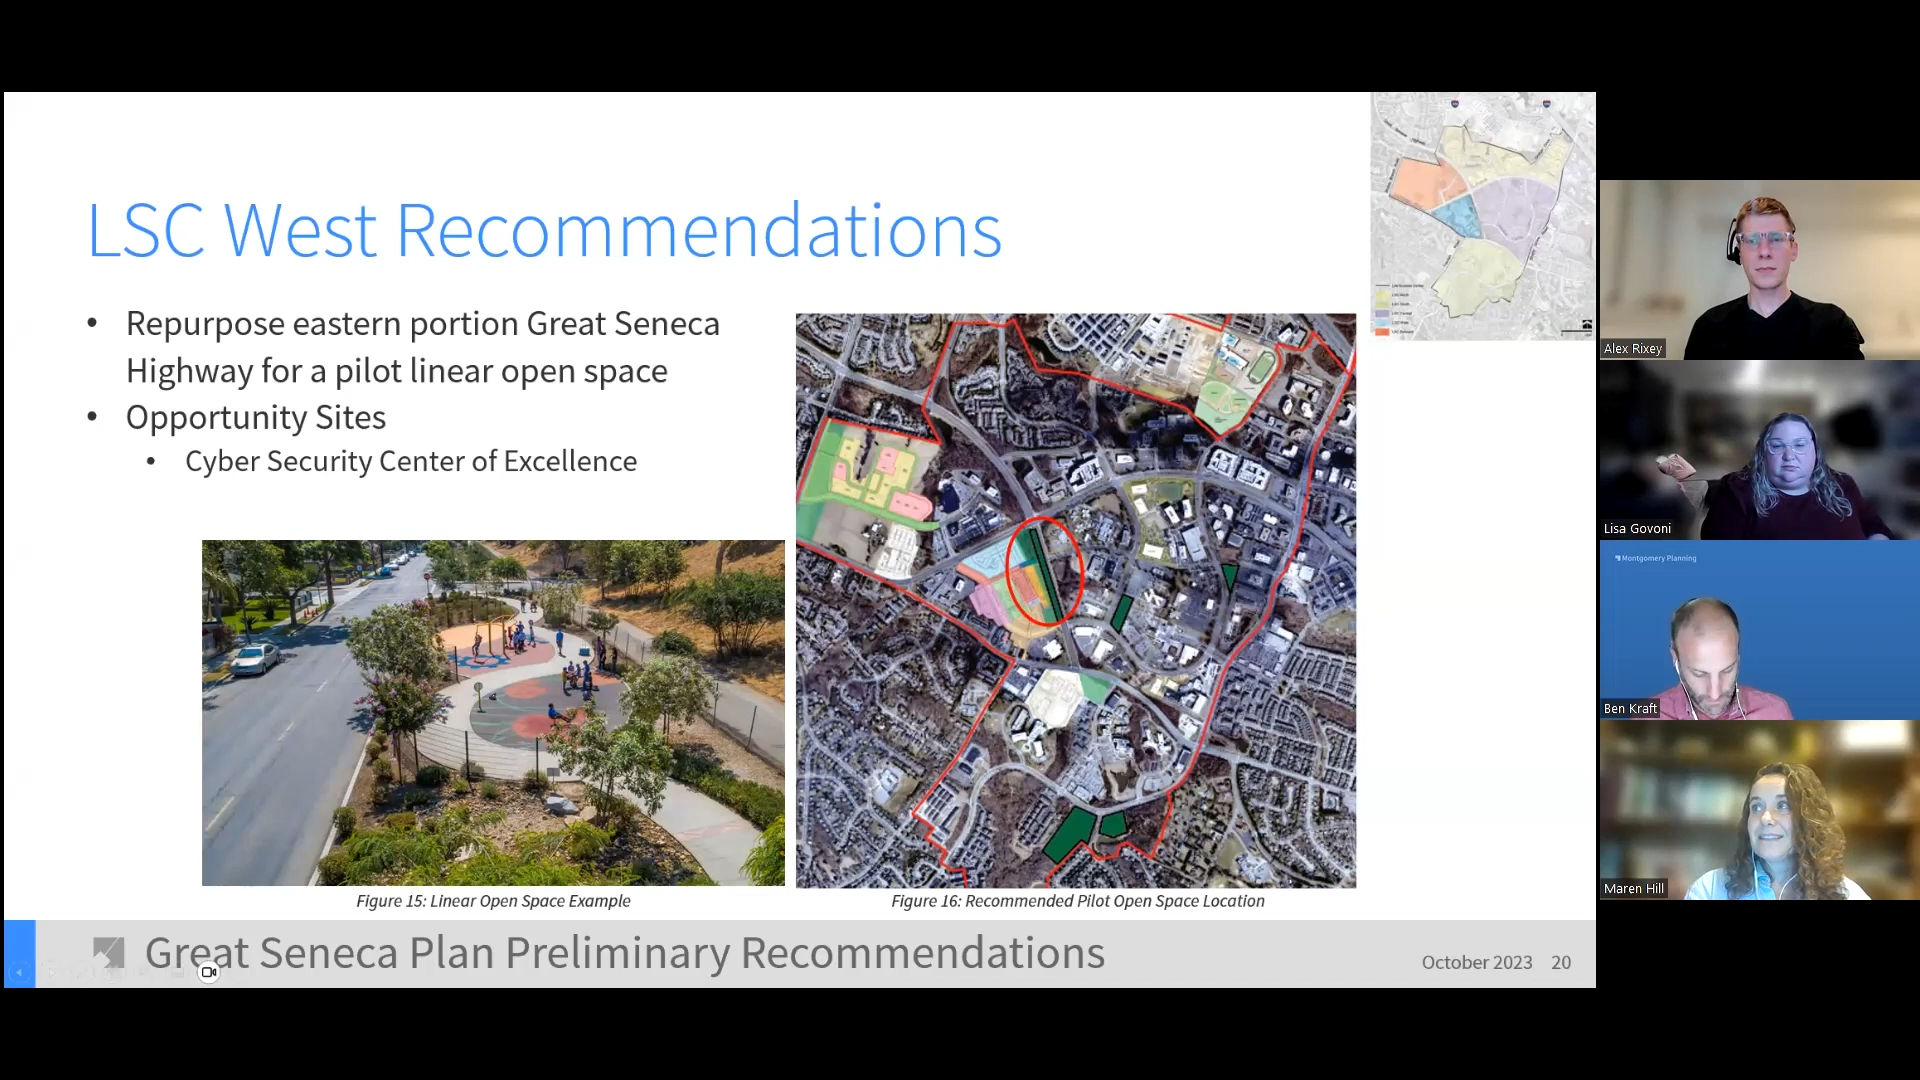 LSC West Recommendations
• Repurpose eastern portion Great Seneca
Highway for a pilot linear open space
• Opportunity Sites
• Cyber Security Center of Excellence
Figure 15: Linear Open Space Example
Figure 16: Recommended Pilot Open Space Location
Great Seneca Plan Preliminary Recommendations
October 2023 20
Alex Rixey
Lisa Govoni
Montgomery Planning
Ben Kraft
Maren Hill